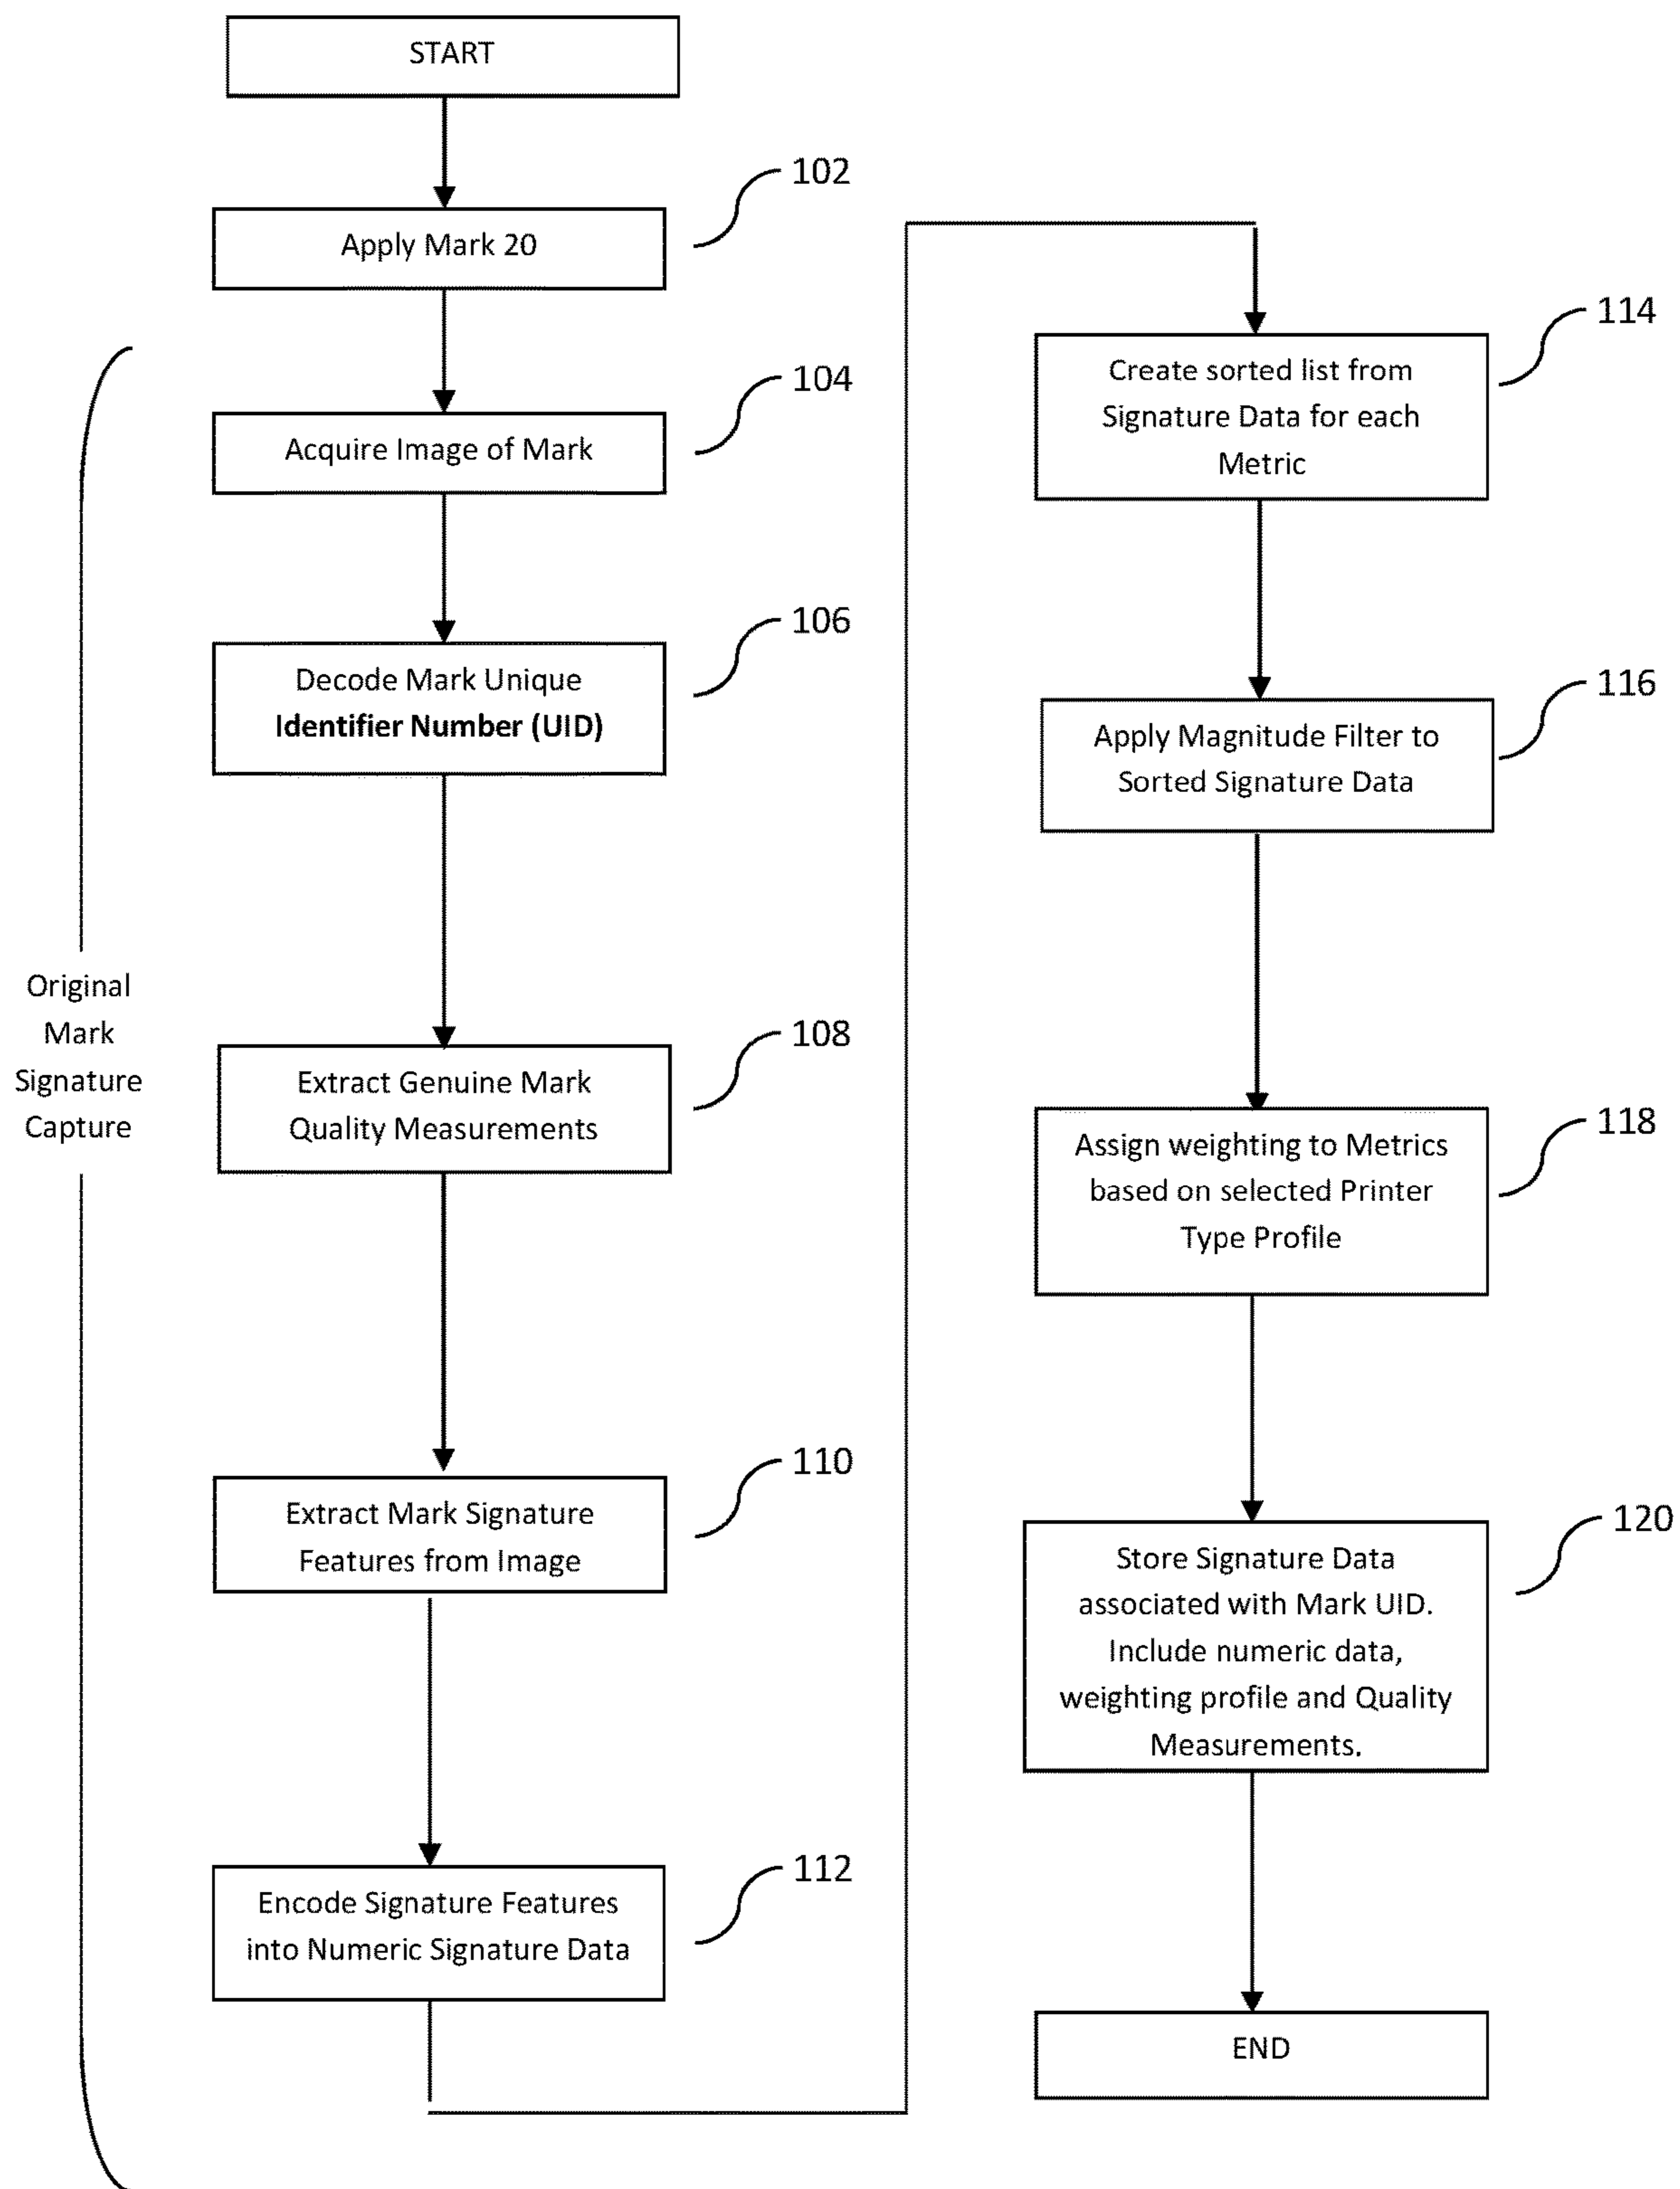 START
102
Apply Mark 20
104
Acquire Image of Mark
106
Decode Mark Unique
Identifier Number (UID)
Original
Mark
Signature
Capture
108
Extract Genuine Mark
Quality Measurements
110
Extract Mark Signature
Features from Image
112
Encode Signature Features
into Numeric Signature Data
114
Create sorted list from
Signature Data for each
Metric
116
Apply Magnitude Filter to
Sorted Signature Data
118
Assign weighting to Metrics
based on selected Printer
Type Profile
120
Store Signature Data
associated with Mark UID.
Include numeric data,
weighting profile and Quality
Measurements.
END